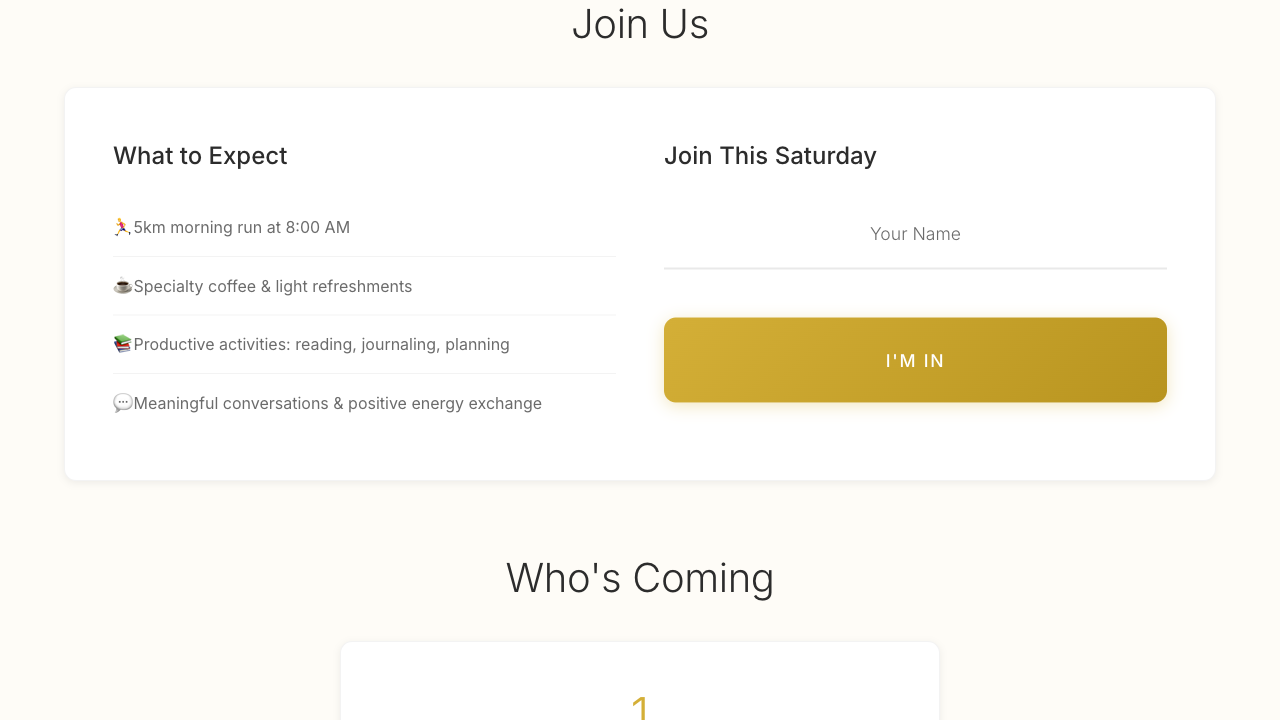 Join Us
What to Expect
5km morning run at 8:00 AM
Specialty coffee & light refreshments
Productive activities: reading, journaling, planning
Meaningful conversations & positive energy exchange
Join This Saturday
Your Name
I'M IN
Who's Coming
1